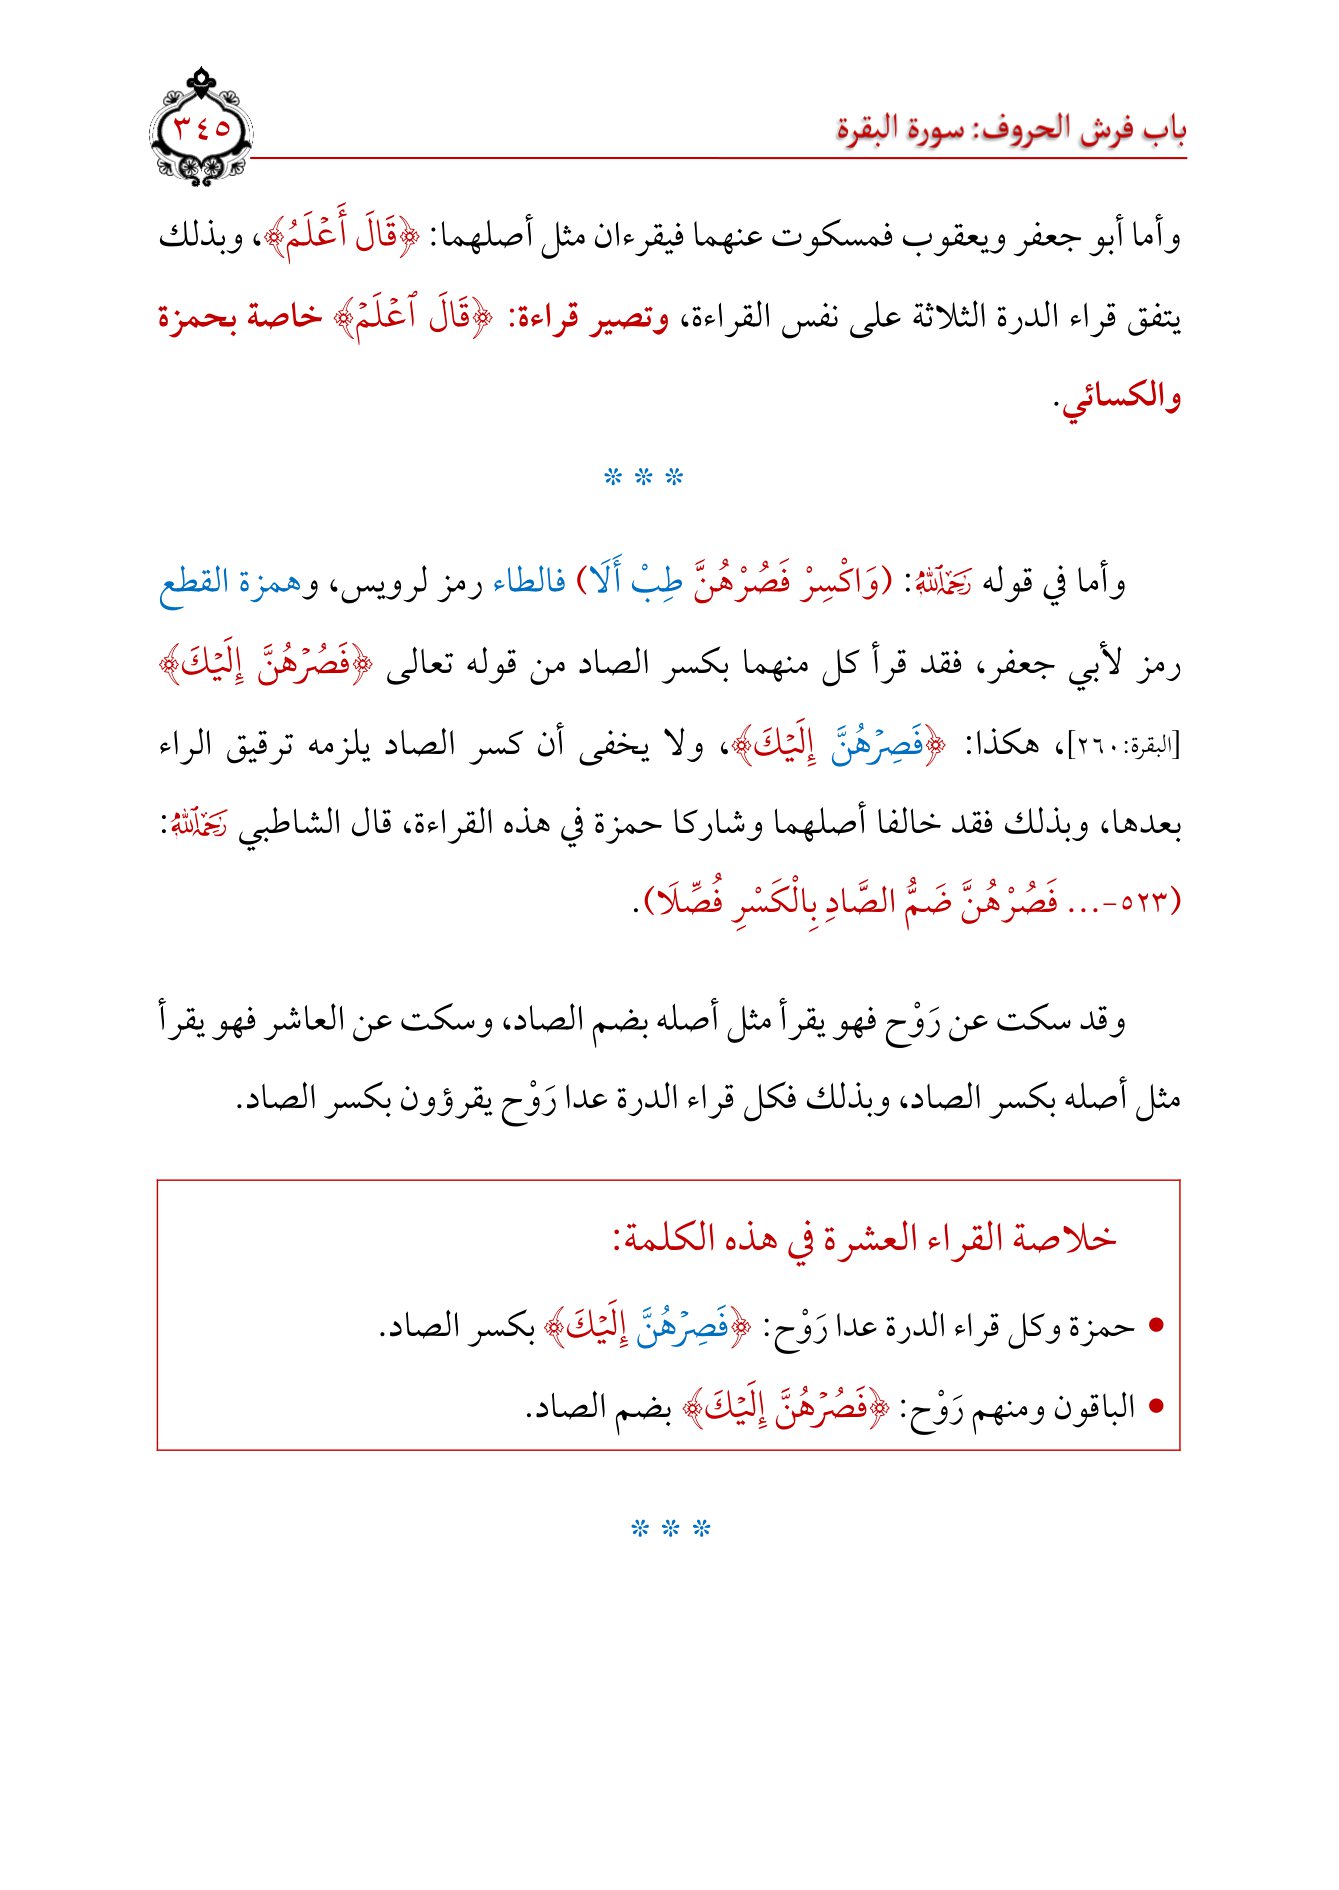 باب فرش الحروف: سورة البقرة
٣٤٥
وأما أبو جعفر ويعقوب فمسكوت عنهما فيقرءان مثل أصلهما: ﴿قَالَ أَعۡلَمُ﴾، وبذلك
يتفق قراء الدرة الثلاثة على نفس القراءة، وتصير قراءة: ﴿قَالَ ٱعۡلَمۡ﴾ خاصة بحمزة
والكسائي.
* * *
وأما في قوله رَحِمَهُ ٱللَّهُ: (وَاكْسِرْ فَصُرْهُنَّ طِبْ أَلَا) فالطاء رمز لرويس، وهمزة القطع
رمز لأبي جعفر، فقد قرأ كل منهما بكسر الصاد من قوله تعالى ﴿فَصُرۡهُنَّ إِلَيۡكَ﴾
[البقرة:٢٦٠]، هكذا: ﴿فَصِرۡهُنَّ إِلَيۡكَ﴾، ولا يخفى أن كسر الصاد يلزمه ترقيق الراء
بعدها، وبذلك فقد خالفا أصلهما وشاركا حمزة في هذه القراءة، قال الشاطبي رَحِمَهُ ٱللَّهُ:
(٥٢٣-... فَصُرْهُنَّ ضَمُّ الصَّادِ بِالْكَسْرِ فُصِّلَا).
وقد سكت عن رَوْح فهو يقرأ مثل أصله بضم الصاد، وسكت عن العاشر فهو يقرأ
مثل أصله بكسر الصاد، وبذلك فكل قراء الدرة عدا رَوْح يقرؤون بكسر الصاد.
خلاصة القراء العشرة في هذه الكلمة:
• حمزة وكل قراء الدرة عدا رَوْح: ﴿فَصِرۡهُنَّ إِلَيۡكَ﴾ بكسر الصاد.
• الباقون ومنهم رَوْح: ﴿فَصُرۡهُنَّ إِلَيۡكَ﴾ بضم الصاد.
* * *